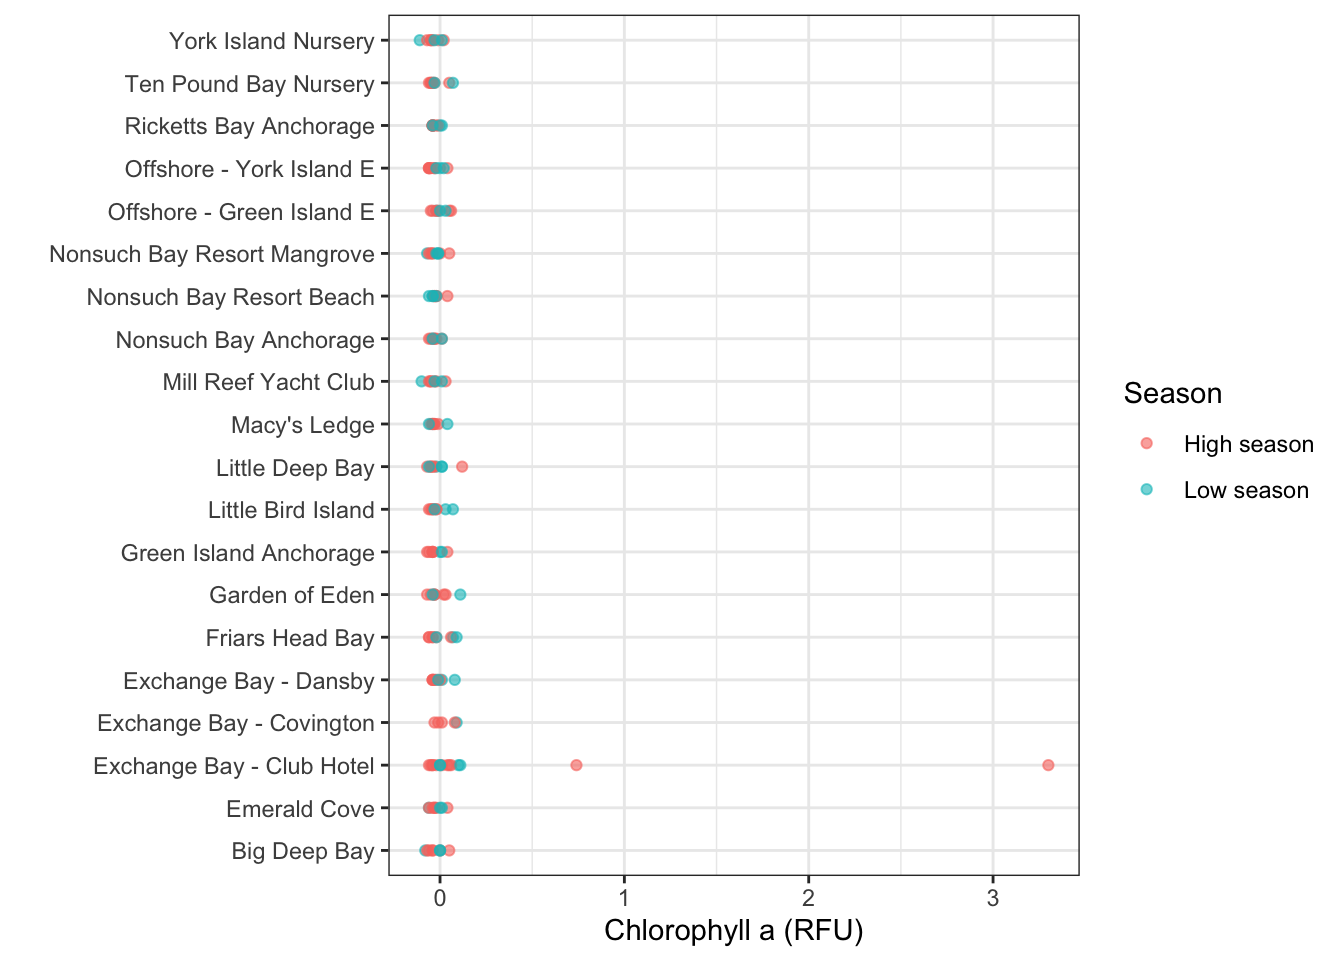 York Island Nursery
Ten Pound Bay Nursery
Ricketts Bay Anchorage
Offshore - York Island E
Offshore - Green Island E
Nonsuch Bay Resort Mangrove
Nonsuch Bay Resort Beach
Nonsuch Bay Anchorage
Mill Reef Yacht Club
Macy's Ledge
Little Deep Bay
Little Bird Island
Green Island Anchorage
Garden of Eden
Friars Head Bay
Exchange Bay - Dansby
Exchange Bay - Covington
Exchange Bay - Club Hotel
Emerald Cove
Big Deep Bay
0 1 2 3
Chlorophyll a (RFU)
Season
High season
Low season